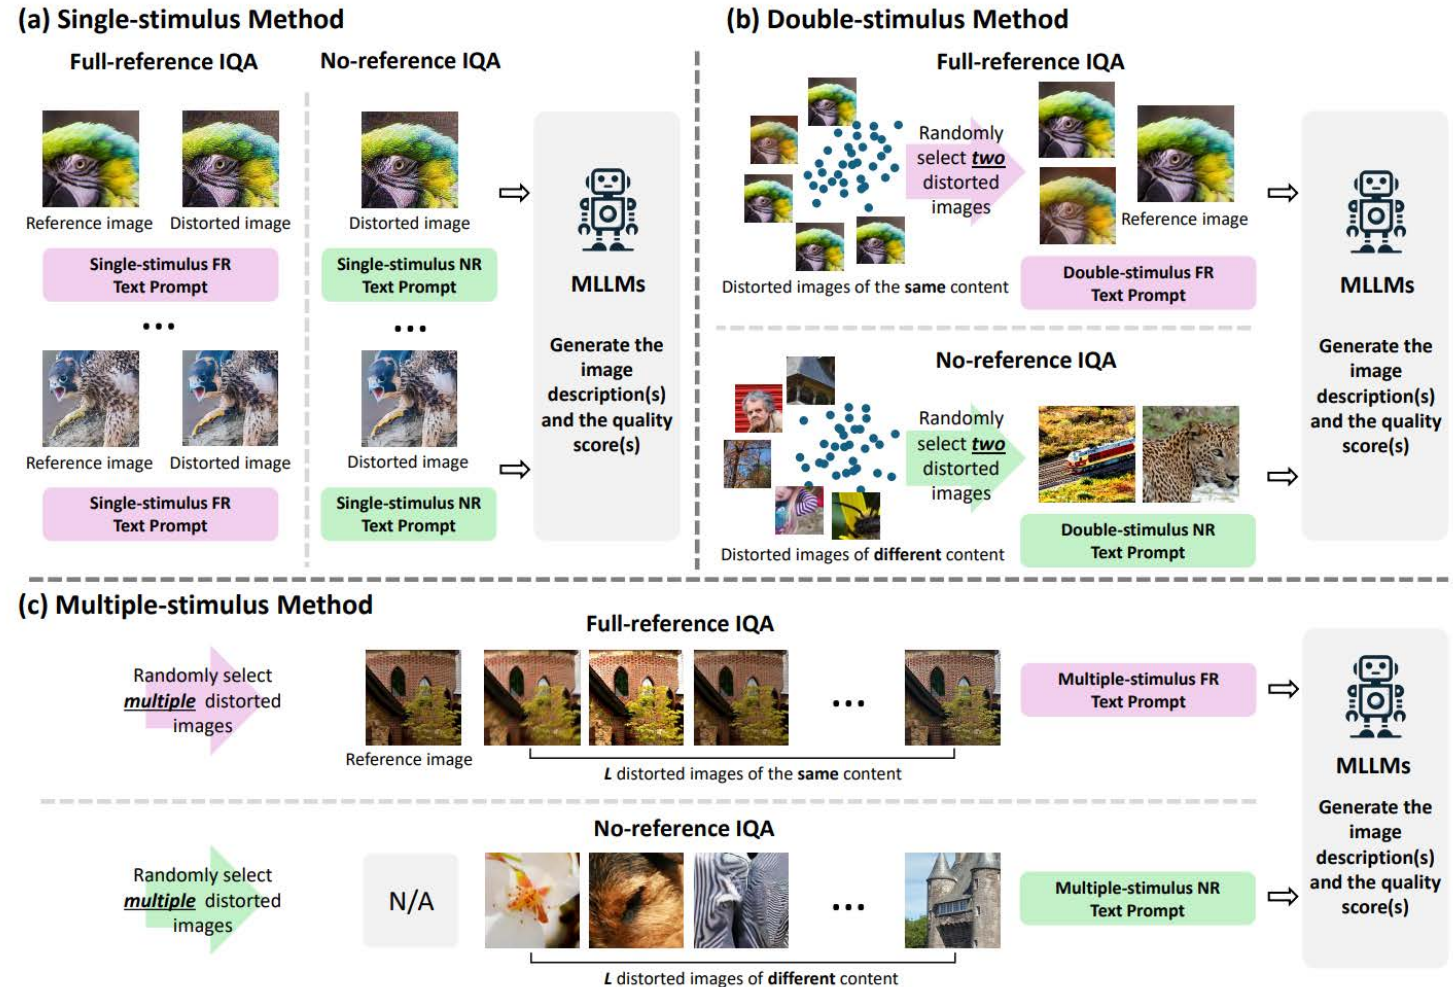 (a) Single-stimulus Method
Full-reference IQA
No-reference IQA
Reference image
Distorted image
Distorted image
Single-stimulus FR
Text Prompt
Single-stimulus NR
Text Prompt
...
...
Reference image
Distorted image
Distorted image
Single-stimulus FR
Text Prompt
Single-stimulus NR
Text Prompt
MLLMs
Generate the
image
description(s)
and the quality
score(s)
(b) Double-stimulus Method
Full-reference IQA
Randomly
select two
distorted
images
Reference image
Distorted images of the same content
Double-stimulus FR
Text Prompt
No-reference IQA
Randomly
select two
distorted
images
Distorted images of different content
Double-stimulus NR
Text Prompt
MLLMs
Generate the
image
description(s)
and the quality
score(s)
(c) Multiple-stimulus Method
Full-reference IQA
Randomly select
multiple distorted
images
Reference image
...
L distorted images of the same content
Multiple-stimulus FR
Text Prompt
No-reference IQA
Randomly select
multiple distorted
images
N/A
...
L distorted images of different content
Multiple-stimulus NR
Text Prompt
MLLMs
Generate the
image
description(s)
and the quality
score(s)